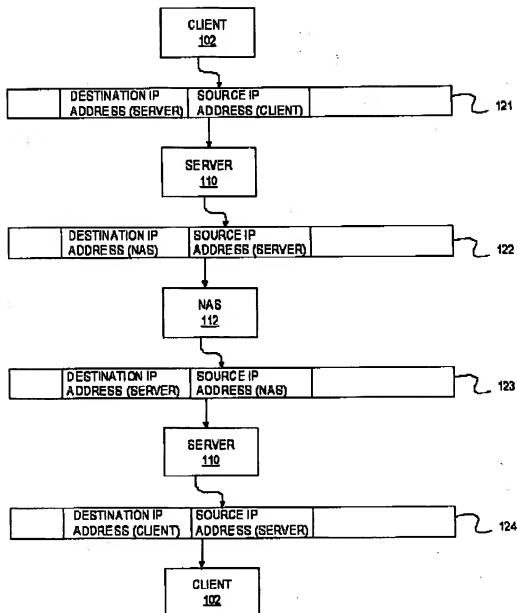 CLIENT
102
DESTINATION IP SOURCE IP
ADDRESS (SERVER) ADDRESS (CLIENT)
121
SERVER
110
DESTINATION IP SOURCE IP
ADDRESS (NAS) ADDRESS (SERVER)
122
NAS
112
DESTINATION IP SOURCE IP
ADDRESS (SERVER) ADDRESS (NAS)
123
SERVER
110
DESTINATION IP SOURCE IP
ADDRESS (CLIENT) ADDRESS (SERVER)
124
CLIENT
102